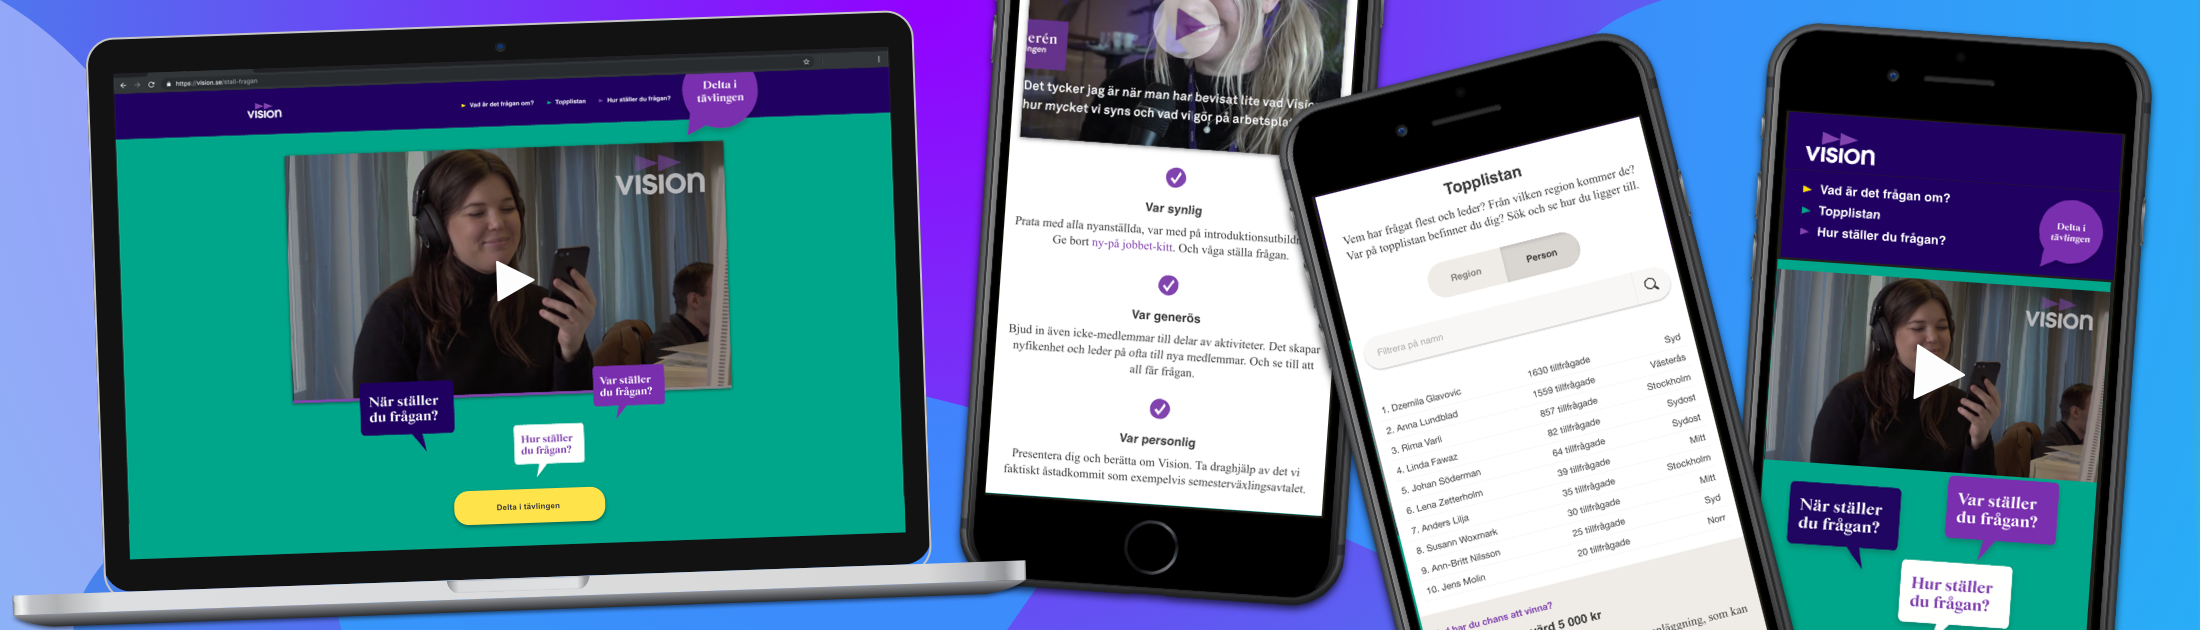 https://vision.se/stall-fragan
vision
Vad är det frågan om?
Topplistan
Hur ställer du frågan?
Delta i
tävlingen
vision
När ställer
du frågan?
Var ställer
du frågan?
Hur ställer
du frågan?
Delta i tävlingen
erén
ngen
Det tycker jag är när man har bevisat lite vad Visio
hur mycket vi syns och vad vi gör på arbetspla
Var synlig
Prata med alla nyanställda, var med på introduktionsutbildn
Ge bort ny-på jobbet-kitt. Och våga ställa frågan.
Var generös
Bjud in även icke-medlemmar till delar av aktiviteter. Det skapar
nyfikenhet och leder på ofta till nya medlemmar. Och se till att
all får frågan.
Var personlig
Presentera dig och berätta om Vision. Ta draghjälp av det vi
faktiskt åstadkommit som exempelvis semesterväxlingsavtalet.
Topplistan
Vem har frågat flest och leder? Från vilken region kommer de?
Var på topplistan befinner du dig? Sök och se hur du ligger till.
Region
Person
Filtrera på namn
1. Dzemila Glavovic 1630 tillfrågade Syd
2. Anna Lundblad 1559 tillfrågade Västerås
3. Rima Varli 857 tillfrågade Stockholm
4. Linda Fawaz 82 tillfrågade Sydost
5. Johan Söderman 64 tillfrågade Sydost
6. Lena Zetterholm 39 tillfrågade Mitt
7. Anders Lilja 35 tillfrågade Stockholm
8. Susann Woxmark 30 tillfrågade Mitt
9. Ann-Britt Nilsson 25 tillfrågade Syd
10. Jens Molin 20 tillfrågade Norr
har du chans att vinna?
värd 5 000 kr
nläggning, som kan
vision
Vad är det frågan om?
Topplistan
Hur ställer du frågan?
Delta i
tävlingen
vision
När ställer
du frågan?
Var ställer
du frågan?
Hur ställer
du frågan?